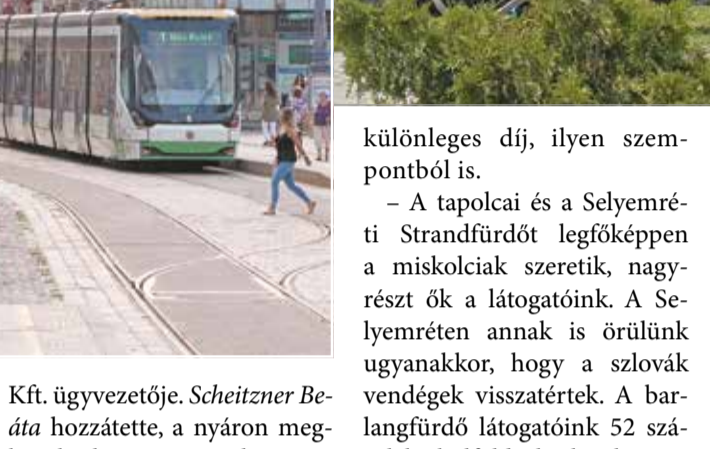 Kft. ügyvezetője. Scheitzner Be-
áta hozzátette, a nyáron meg-
különleges díj, ilyen szem-
pontból is.
– A tapolcai és a Selyemré-
ti Strandfürdőt legfőképpen
a miskolciak szeretik, nagy-
részt ők a látogatóink. A Se-
lyemréten annak is örülünk
ugyanakkor, hogy a szlovák
vendégek visszatértek. A bar-
langfürdő látogatóink 52 szá-